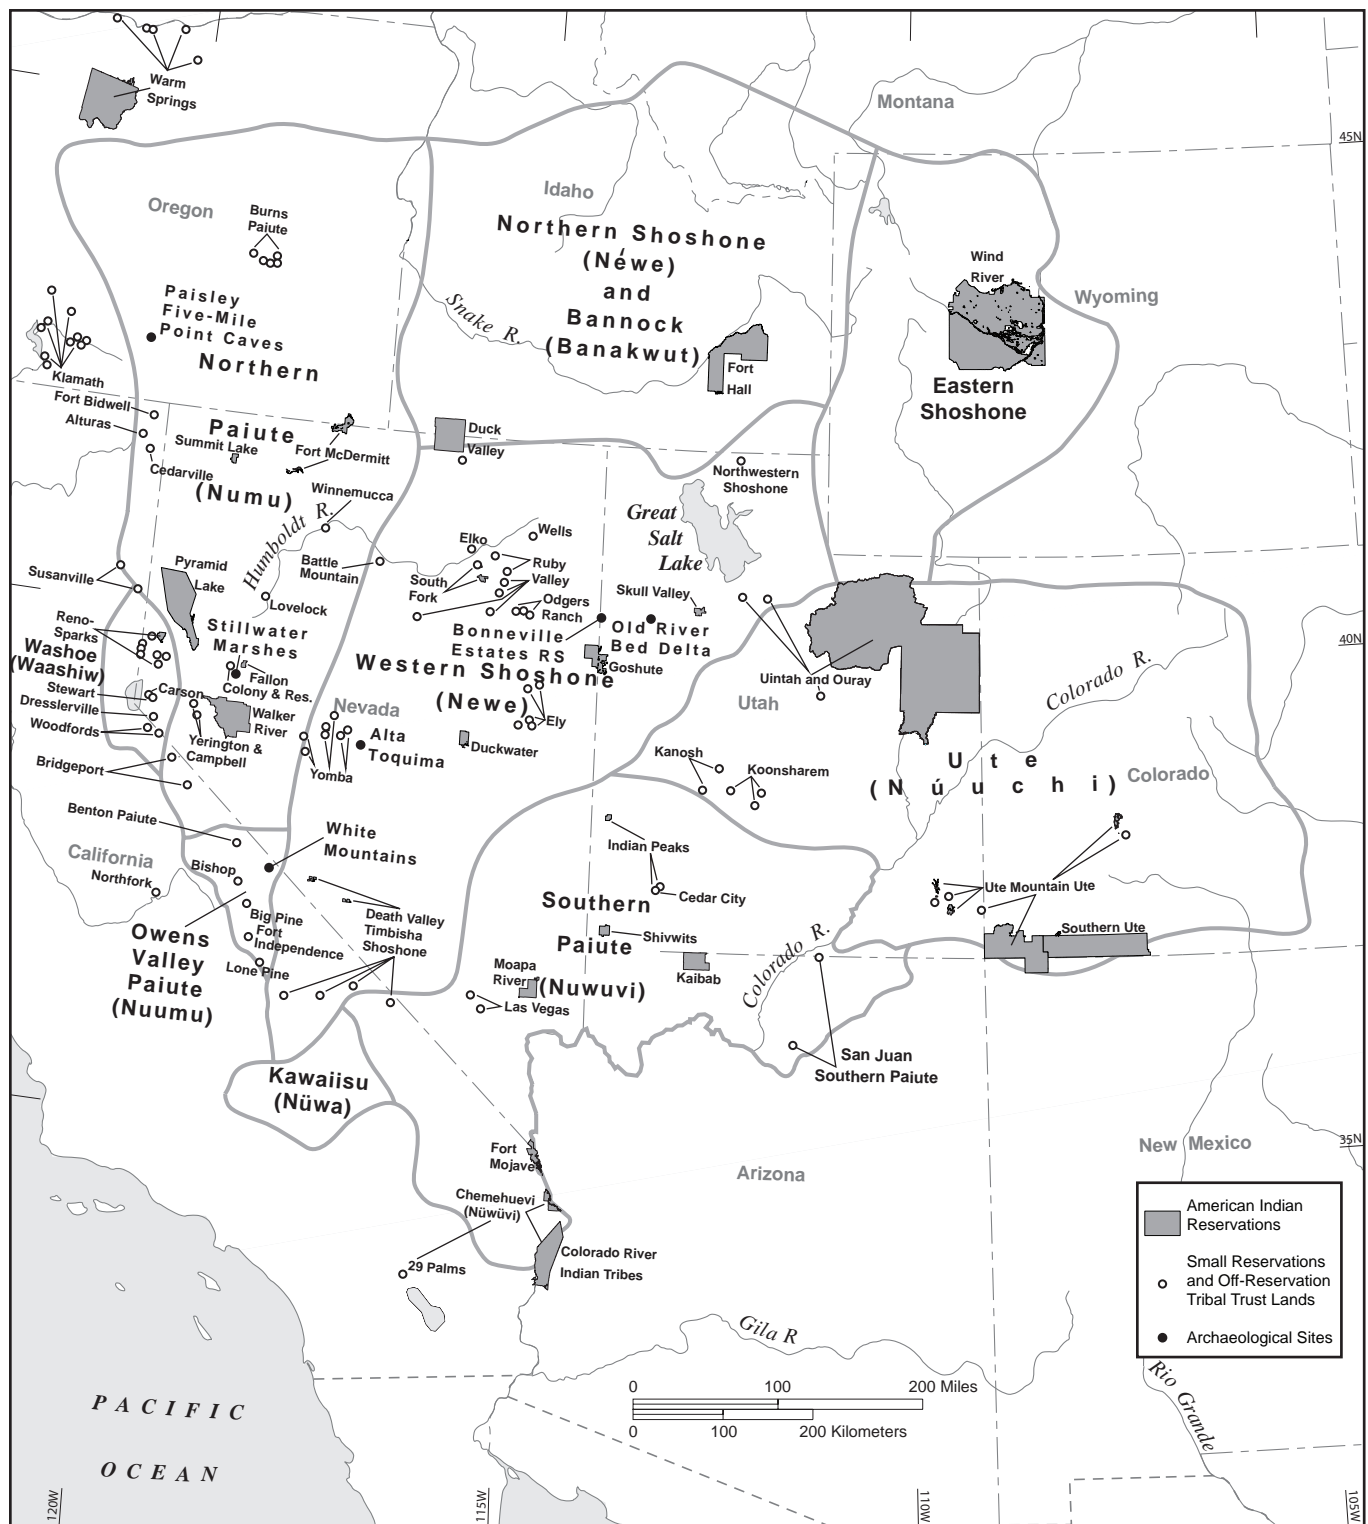 Warm
Springs
Montana
45N
Oregon
Burns
Paiute
Idaho
Northern Shoshone
(Néwe)
and
Bannock
(Banakwut)
Wind
River
Wyoming
Paisley
Five-Mile
Point Caves
Northern
Snake R.
Fort
Hall
Eastern
Shoshone
Klamath
Fort Bidwell
Alturas
Cedarville
Paiute
Summit Lake
Fort McDermitt
(Numu)
Duck
Valley
Winnemucca
Northwestern
Shoshone
Great
Salt
Lake
Humboldt R.
Elko
Wells
Battle
Mountain
South
Fork
Ruby
Valley
Odgers
Ranch
Skull Valley
Susanville
Pyramid
Lake
Lovelock
Reno-
Sparks
Stillwater
Marshes
Bonneville
Estates RS
Old River
Bed Delta
40N
Washoe
(Waashiw)
Western Shoshone
(Newe)
Goshute
Fallon
Colony & Res.
Stewart
Carson
Dresslerville
Woodfords
Walker
River
Yerington &
Campbell
Nevada
Alta
Toquima
Yomba
Ely
Duckwater
Uintah and Ouray
Utah
Colorado R.
Kanosh
Koonsharem
Ute
(Núuchi)
Colorado
Bridgeport
Benton Paiute
White
Mountains
California
Northfork
Bishop
Big Pine
Fort
Independence
Lone Pine
Death Valley
Timbisha
Shoshone
Indian Peaks
Cedar City
Ute Mountain Ute
Southern Ute
Southern
Paiute
(Nuwuvi)
Shivwits
Kaibab
Colorado R.
Owens
Valley
Paiute
(Nuumu)
Moapa
River
Las Vegas
San Juan
Southern Paiute
Kawaiisu
(Nüwa)
Fort
Mojave
Arizona
New Mexico
35N
Chemehuevi
(Nüwüvi)
29 Palms
Colorado River
Indian Tribes
American Indian
Reservations
Small Reservations
and Off-Reservation
Tribal Trust Lands
Archaeological Sites
Gila R
Rio Grande
0 100 200 Miles
0 100 200 Kilometers
PACIFIC
OCEAN
120W
115W
110W
105W